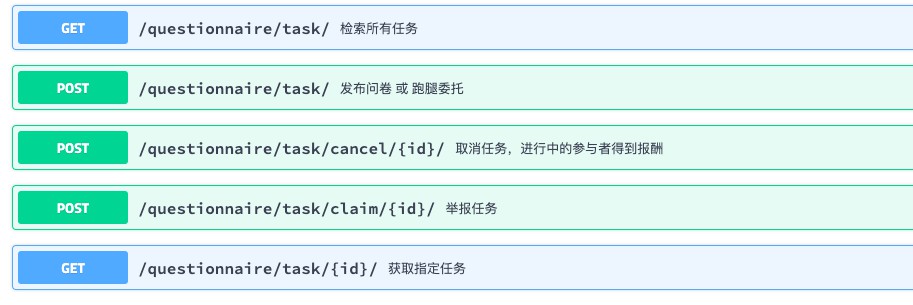 GET /questionnaire/task/ 检索所有任务
POST /questionnaire/task/ 发布问卷 或 跑腿委托
POST /questionnaire/task/cancel/{id}/ 取消任务，进行中的参与者得到报酬
POST /questionnaire/task/claim/{id}/ 举报任务
GET /questionnaire/task/{id}/ 获取指定任务